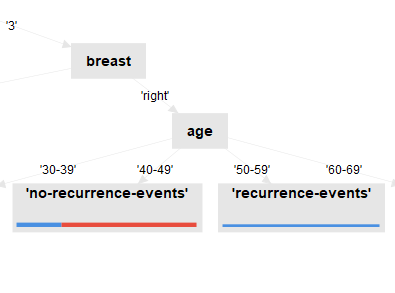 '3'
breast
'right'
age
'30-39' '40-49' '50-59' '60-69'
'no-recurrence-events' 'recurrence-events'